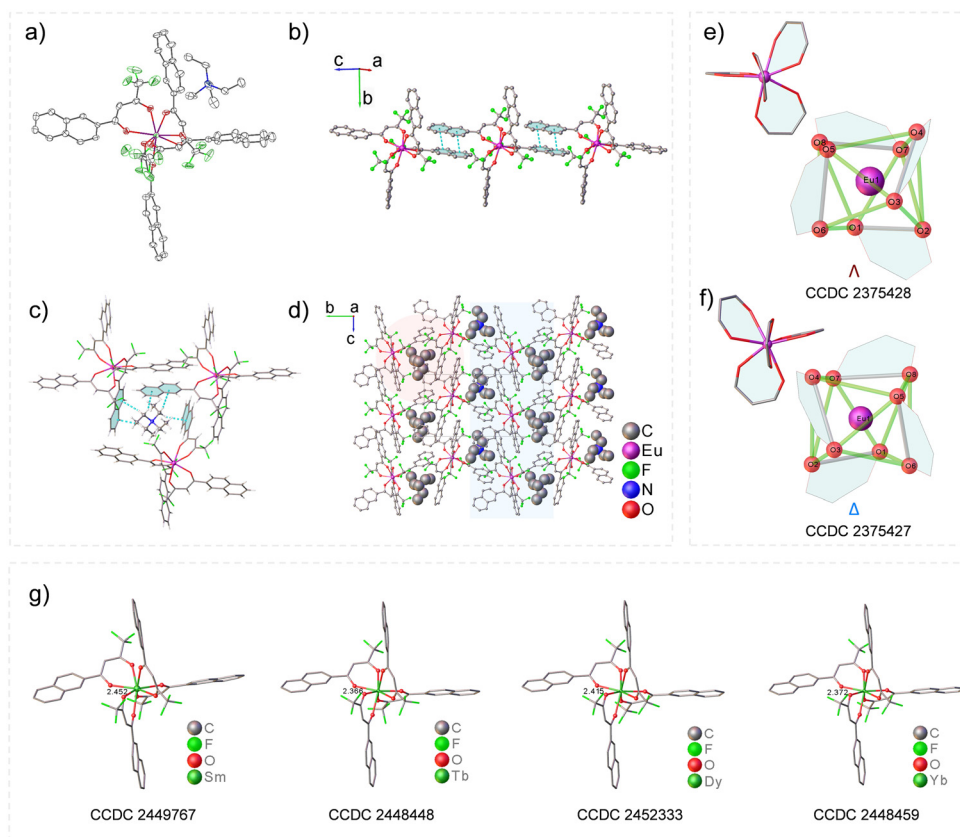 a)
b)
c a
b
c)
d)
b a
c
C
Eu
F
N
O
e)
O4
O8
O5
O7
Eu1
O3
O6
O1
O2
Λ
CCDC 2375428
f)
O4
O7
O8
O5
Eu1
O3
O1
O2
O6
Δ
CCDC 2375427
g)
2.452
C
F
O
Sm
CCDC 2449767
2.366
C
F
O
Tb
CCDC 2448448
2.415
C
F
O
Dy
CCDC 2452333
2.372
C
F
O
Yb
CCDC 2448459